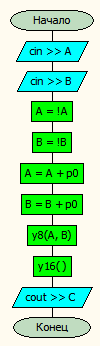 Начало
cin >> A
cin >> B
A = !A
B = !B
A = A + p0
B = B + p0
y8(A, B)
y16( )
cout >> C
Конец